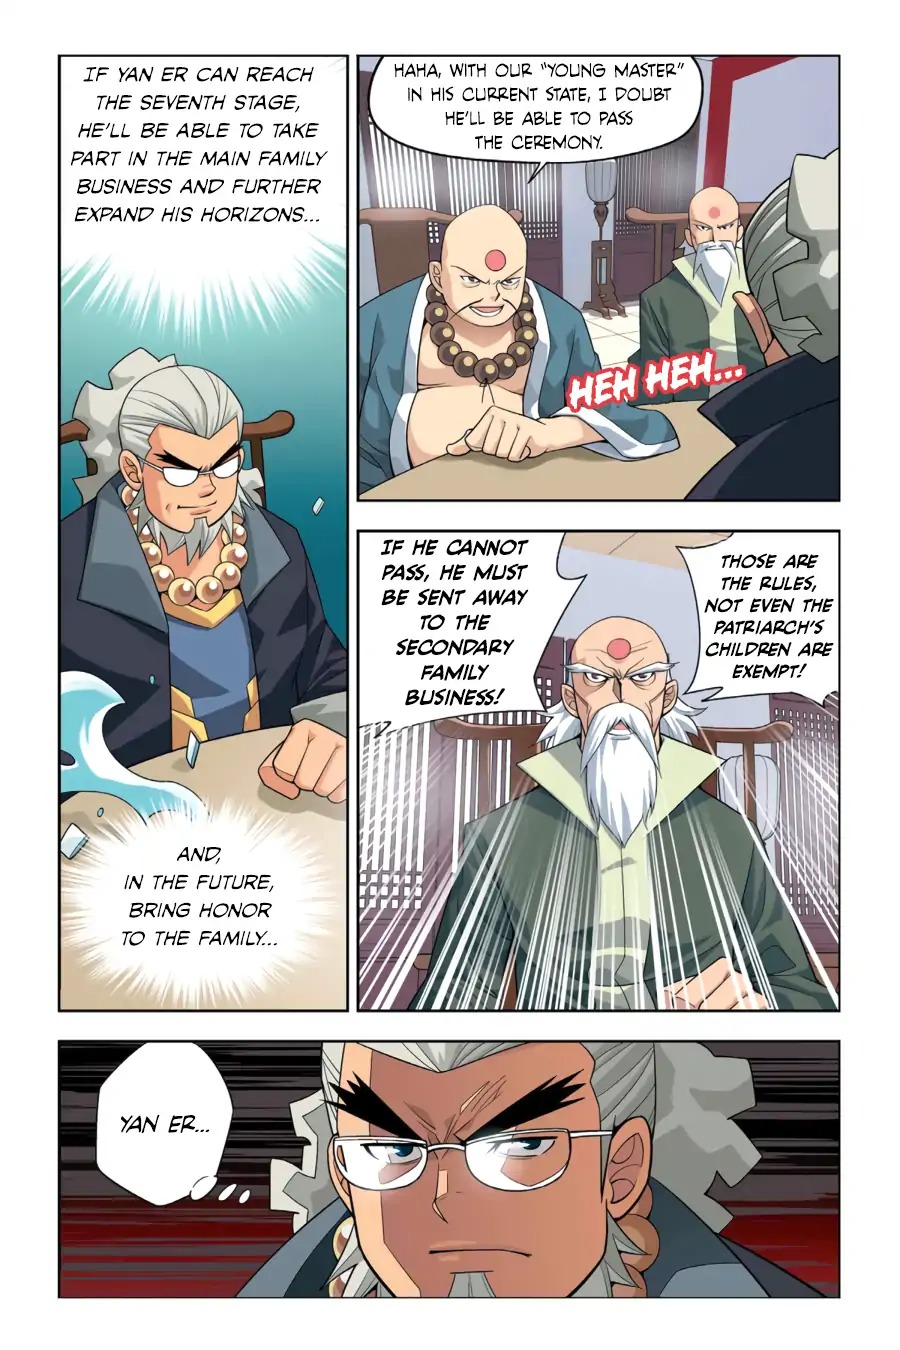 IF YAN ER CAN REACH
THE SEVENTH STAGE,
HE'LL BE ABLE TO TAKE
PART IN THE MAIN FAMILY
BUSINESS AND FURTHER
EXPAND HIS HORIZONS...
AND,
IN THE FUTURE,
BRING HONOR
TO THE FAMILY...
HAHA, WITH OUR "YOUNG MASTER"
IN HIS CURRENT STATE, I DOUBT
HE'LL BE ABLE TO PASS
THE CEREMONY.
HEH HEH...
IF HE CANNOT
PASS, HE MUST
BE SENT AWAY
TO THE
SECONDARY
FAMILY
BUSINESS!
THOSE ARE
THE RULES,
NOT EVEN THE
PATRIARCH'S
CHILDREN ARE
EXEMPT!
YAN ER...